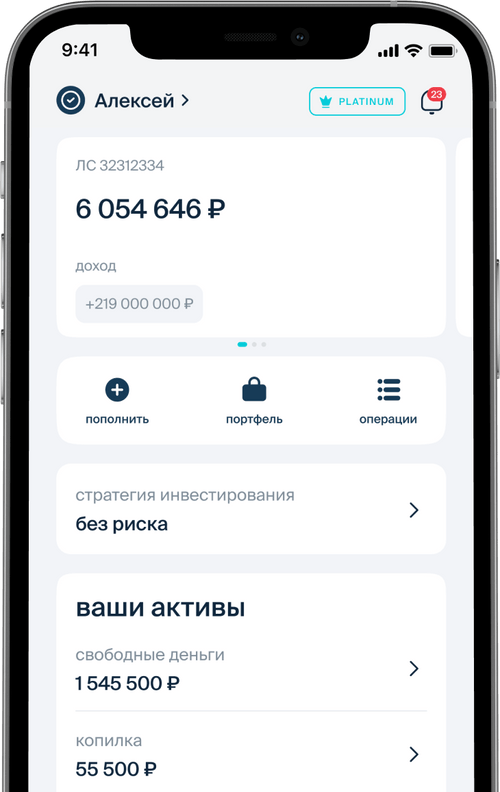 9:41
Алексей
PLATINUM
23
ЛС 32312334
6 054 646 ₽
доход
+219 000 000 ₽
пополнить
портфель
операции
стратегия инвестирования
без риска
ваши активы
свободные деньги
1 545 500 ₽
копилка
55 500 ₽